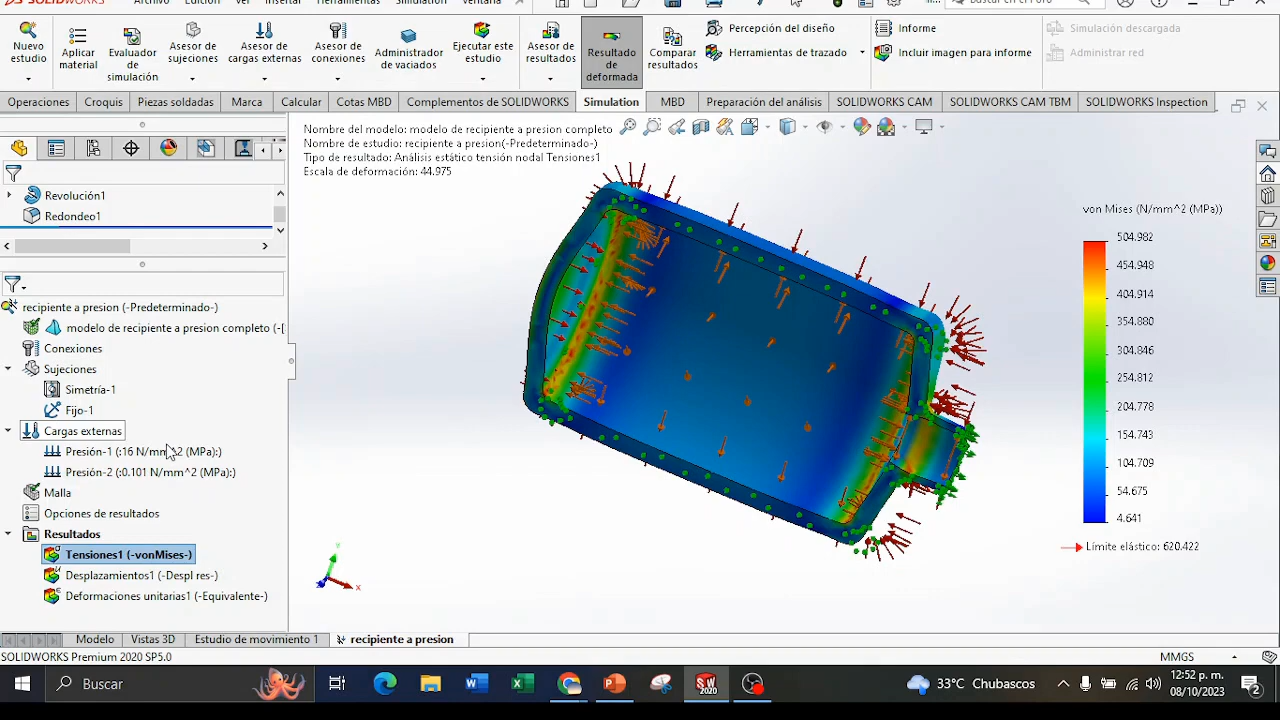 SOLIDWORKS
Edición
Ver
Insertar
Herramientas
Simulation
Ventana
Buscar en el Foro
Nuevo estudio
Aplicar material
Evaluador de simulación
Asesor de sujeciones
Asesor de cargas externas
Asesor de conexiones
Administrador de vaciados
Ejecutar este estudio
Asesor de resultados
Resultado de deformada
Comparar resultados
Percepción del diseño
Herramientas de trazado
Informe
Incluir imagen para informe
Simulación descargada
Administrar red
Operaciones
Croquis
Piezas soldadas
Marca
Calcular
Cotas MBD
Complementos de SOLIDWORKS
Simulation
MBD
Preparación del análisis
SOLIDWORKS CAM
SOLIDWORKS CAM TBM
SOLIDWORKS Inspection
Revolución1
Redondeo1
recipiente a presion (-Predeterminado-)
modelo de recipiente a presion completo (-[
Conexiones
Sujeciones
Simetría-1
Fijo-1
Cargas externas
Presión-1 (:16 N/mm^2 (MPa):)
Presión-2 (:0.101 N/mm^2 (MPa):)
Malla
Opciones de resultados
Resultados
Tensiones1 (-vonMises-)
Desplazamientos1 (-Despl res-)
Deformaciones unitarias1 (-Equivalente-)
Nombre del modelo: modelo de recipiente a presion completo
Nombre de estudio: recipiente a presion(-Predeterminado-)
Tipo de resultado: Análisis estático tensión nodal Tensiones1
Escala de deformación: 44.975
von Mises (N/mm^2 (MPa))
504.982
454.948
404.914
354.880
304.846
254.812
204.778
154.743
104.709
54.675
4.641
Límite elástico: 620.422
Y
X
Modelo
Vistas 3D
Estudio de movimiento 1
recipiente a presion
SOLIDWORKS Premium 2020 SP5.0
MMGS
Buscar
33°C Chubascos
12:52 p. m.
08/10/2023
2